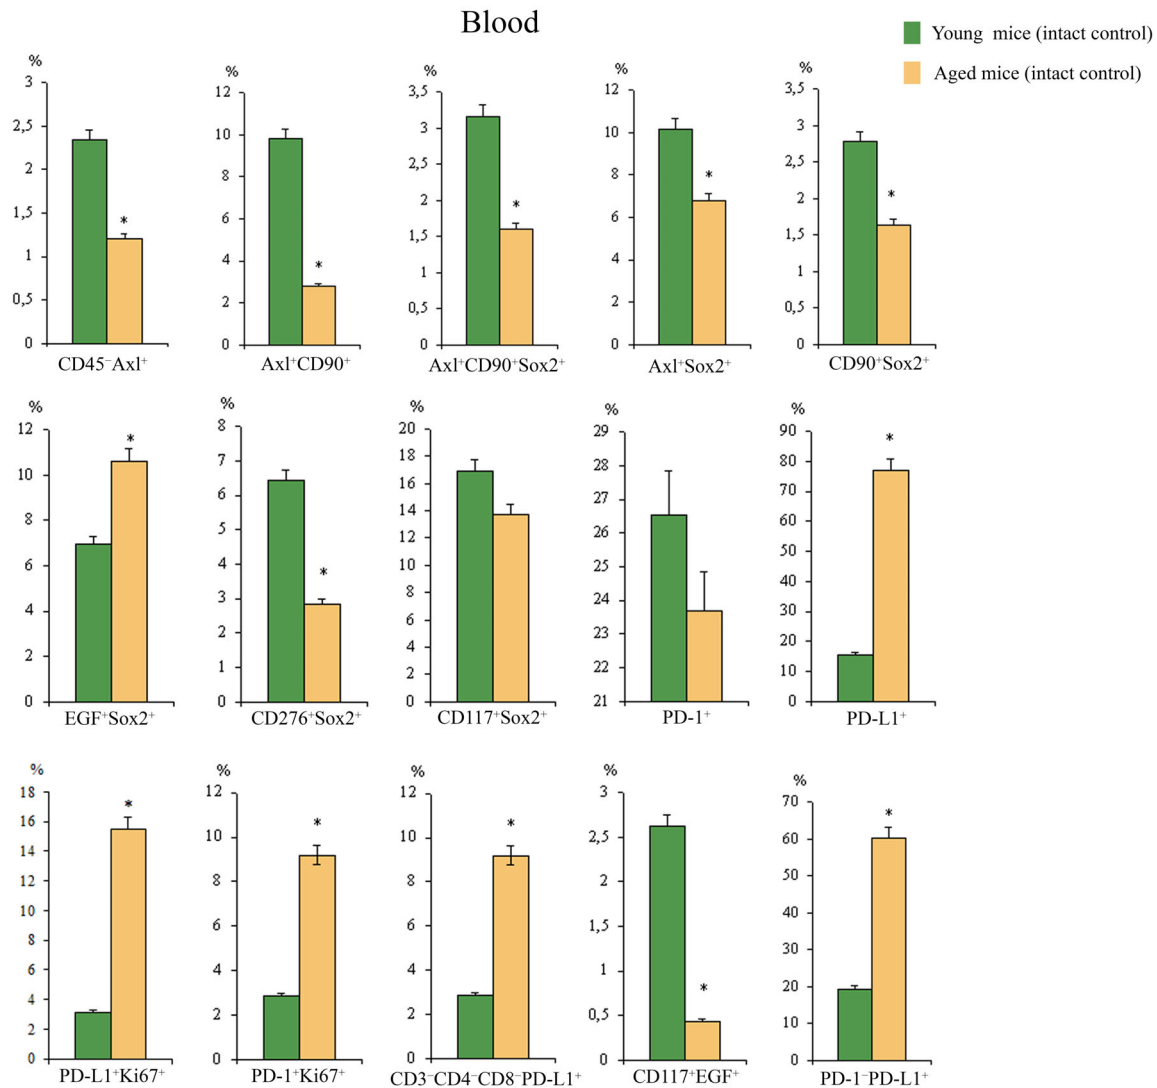 Blood
Young mice (intact control)
Aged mice (intact control)
% % % % %
3 2,5 2 1,5 1 0,5 0
*
CD45⁻Axl⁺
12 10 8 6 4 2 0
*
Axl⁺CD90⁺
3,5 3 2,5 2 1,5 1 0,5 0
*
Axl⁺CD90⁺Sox2⁺
12 10 8 6 4 2 0
*
Axl⁺Sox2⁺
3,5 3 2,5 2 1,5 1 0,5 0
*
CD90⁺Sox2⁺
% % % % %
12 10 8 6 4 2 0
*
EGF⁺Sox2⁺
8 7 6 5 4 3 2 1 0
*
CD276⁺Sox2⁺
20 18 16 14 12 10 8 6 4 2 0
CD117⁺Sox2⁺
29 28 27 26 25 24 23 22 21
PD-1⁺
90 80 70 60 50 40 30 20 10 0
*
PD-L1⁺
% % % % %
18 16 14 12 10 8 6 4 2 0
*
PD-L1⁺Ki67⁺
12 10 8 6 4 2 0
*
PD-1⁺Ki67⁺
12 10 8 6 4 2 0
*
CD3⁻CD4⁻CD8⁻PD-L1⁺
3 2,5 2 1,5 1 0,5 0
*
CD117⁺EGF⁺
70 60 50 40 30 20 10 0
*
PD-1⁻PD-L1⁺